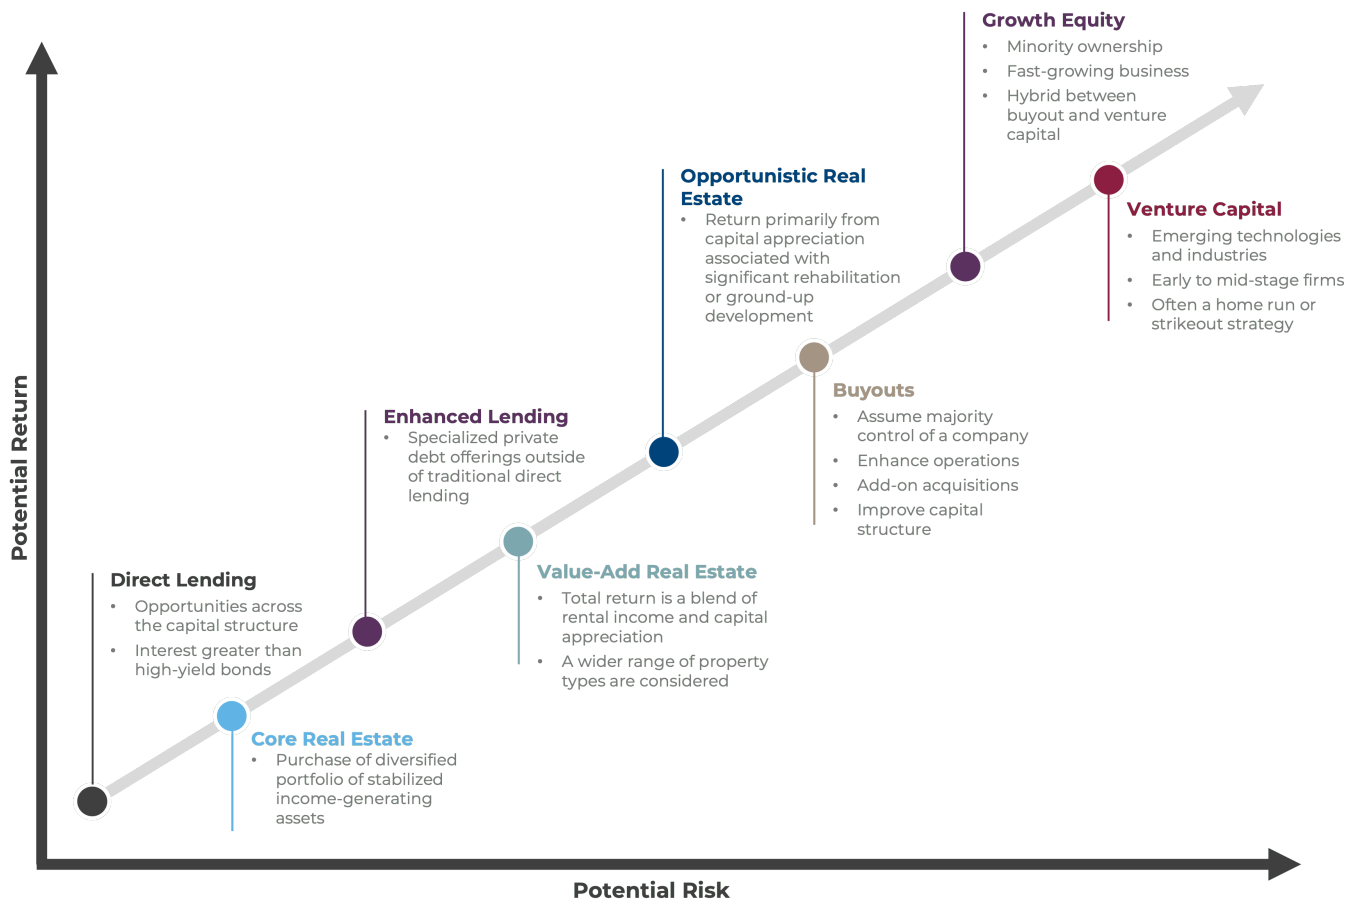 Growth Equity
• Minority ownership
• Fast-growing business
• Hybrid between
buyout and venture
capital
Opportunistic Real
Estate
• Return primarily from
capital appreciation
associated with
significant rehabilitation
or ground-up
development
Venture Capital
• Emerging technologies
and industries
• Early to mid-stage firms
• Often a home run or
strikeout strategy
Buyouts
• Assume majority
control of a company
• Enhance operations
• Add-on acquisitions
• Improve capital
structure
Enhanced Lending
• Specialized private
debt offerings outside
of traditional direct
lending
Value-Add Real Estate
• Total return is a blend of
rental income and capital
appreciation
• A wider range of property
types are considered
Direct Lending
• Opportunities across
the capital structure
• Interest greater than
high-yield bonds
Core Real Estate
• Purchase of diversified
portfolio of stabilized
income-generating
assets
Potential Return
Potential Risk